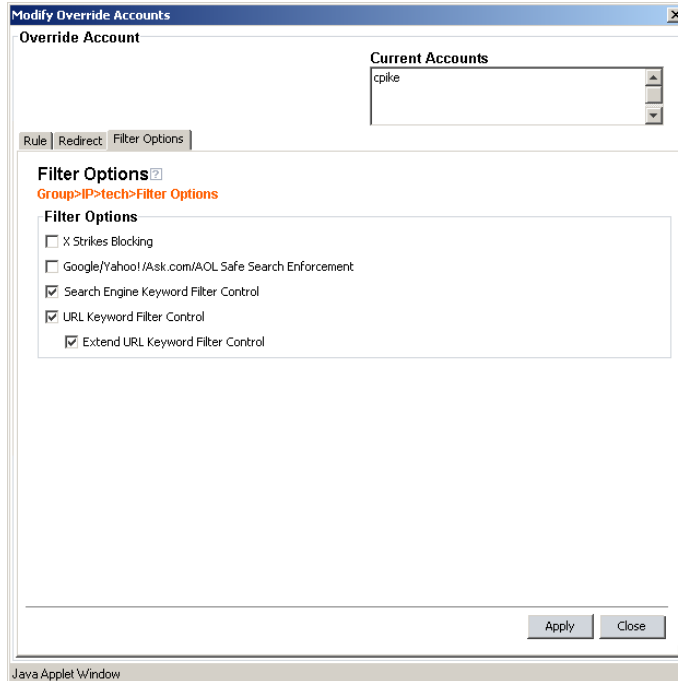 Modify Override Accounts
Override Account
Current Accounts
cpike
Rule Redirect Filter Options
Filter Options?
Group>IP>tech>Filter Options
Filter Options
X Strikes Blocking
Google/Yahoo!/Ask.com/AOL Safe Search Enforcement
Search Engine Keyword Filter Control
URL Keyword Filter Control
Extend URL Keyword Filter Control
Apply Close
Java Applet Window